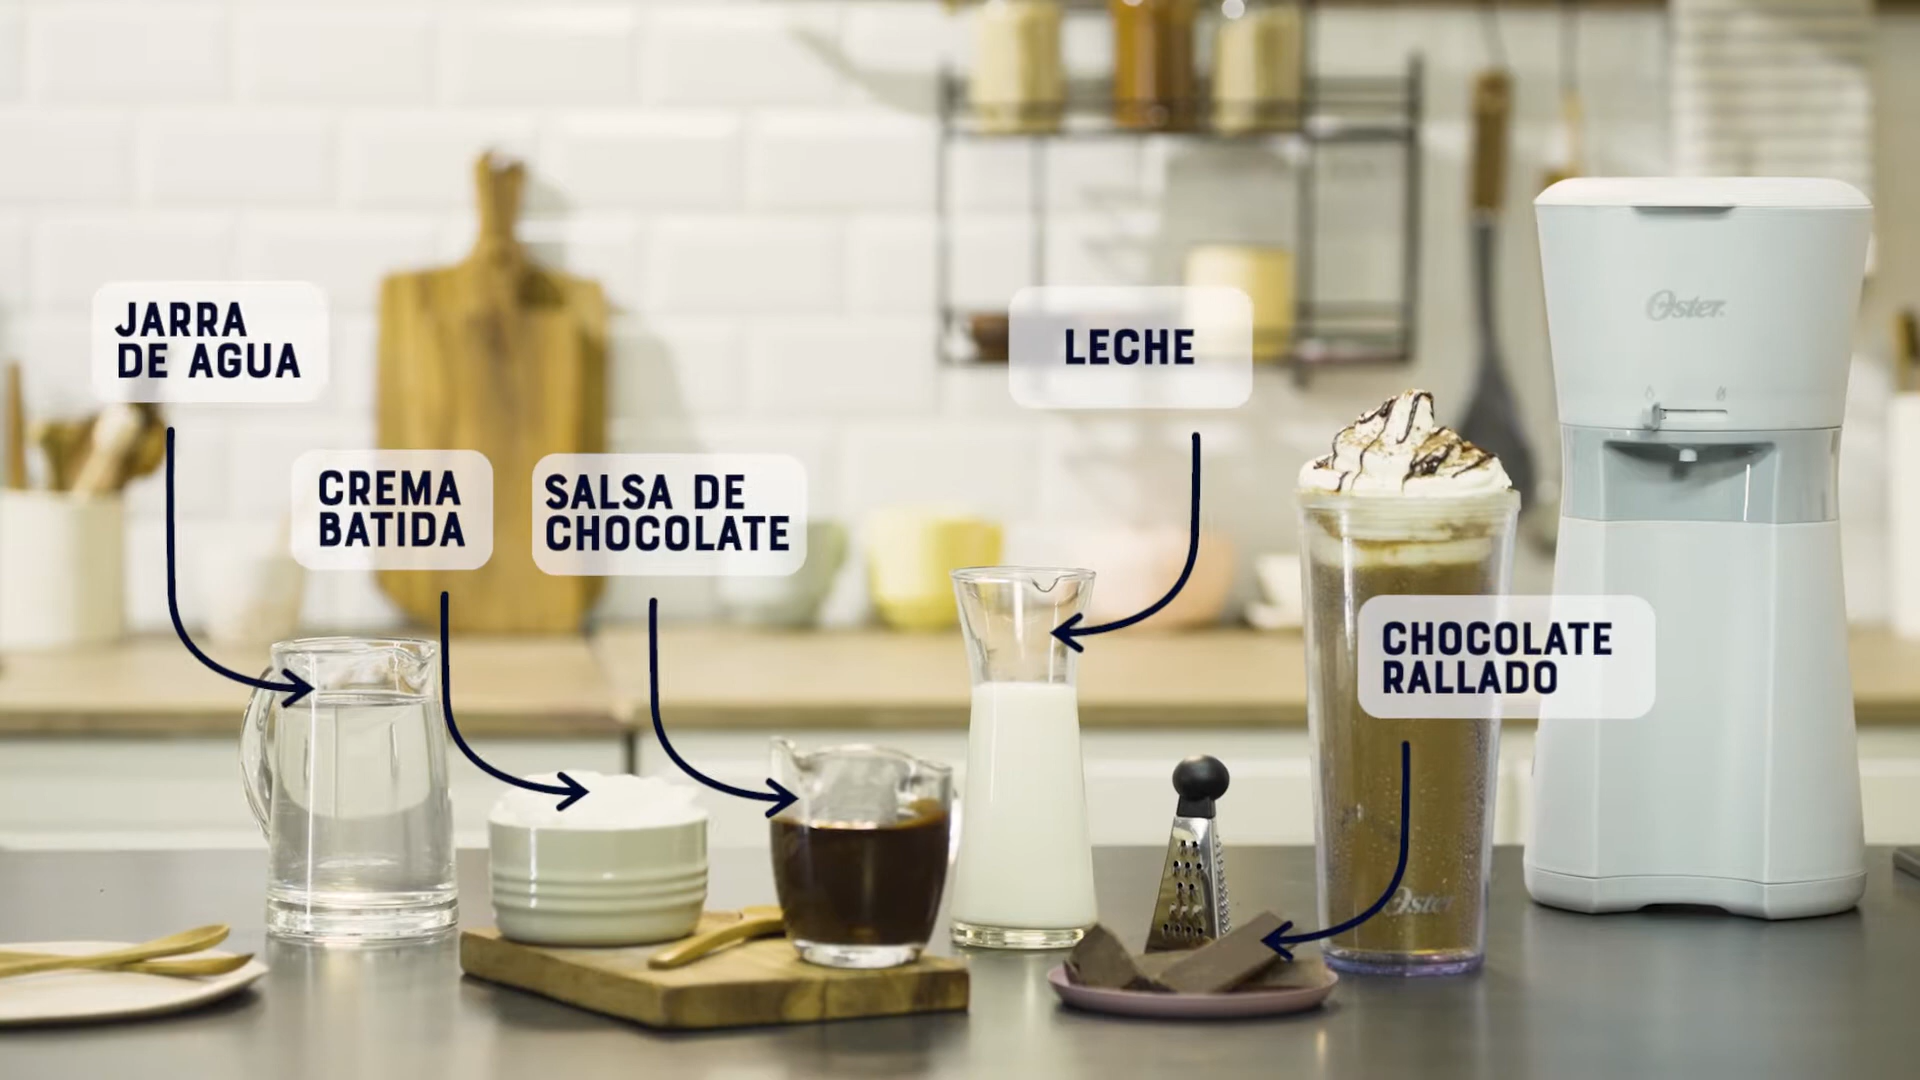 JARRA
DE AGUA
CREMA
BATIDA
SALSA DE
CHOCOLATE
LECHE
CHOCOLATE
RALLADO
Oster
Oster